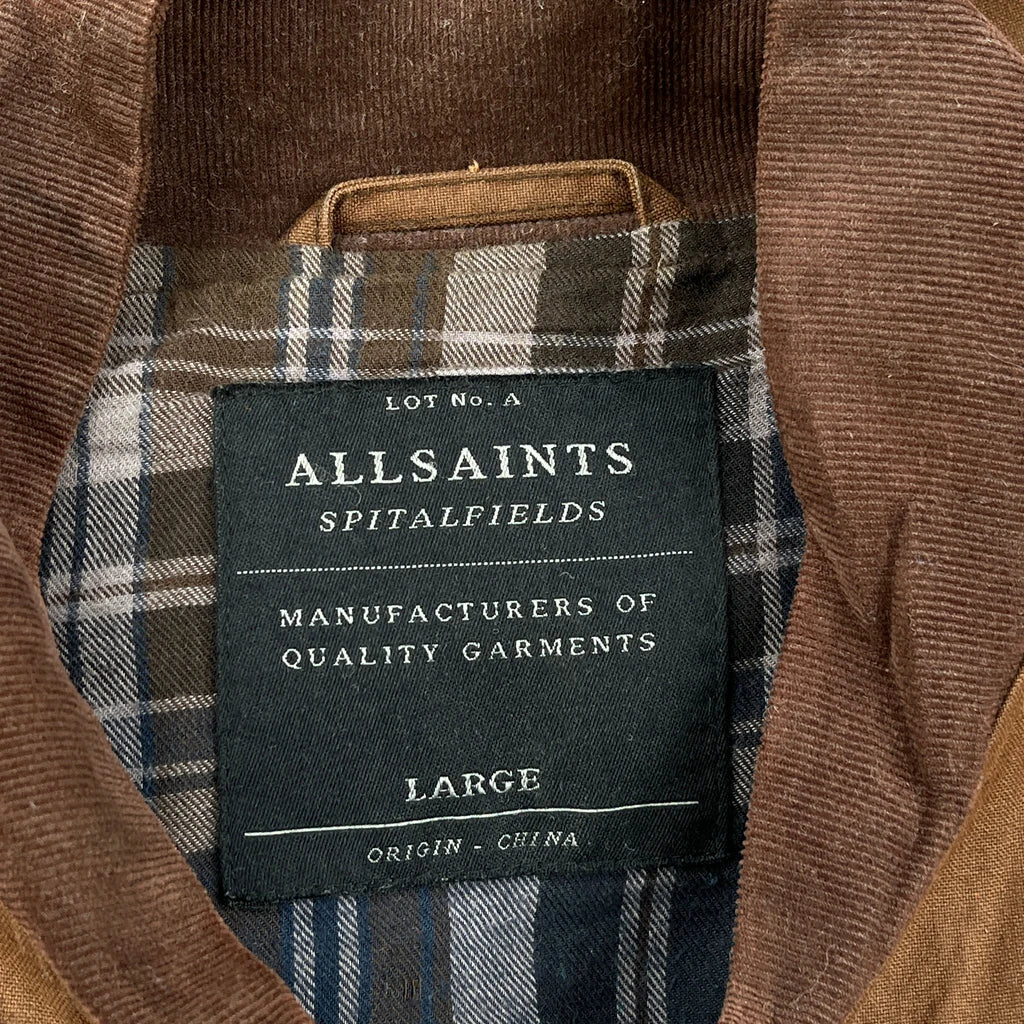 LOT No. A
ALLSAINTS
SPITALFIELDS
MANUFACTURERS OF
QUALITY GARMENTS
LARGE
ORIGIN - CHINA